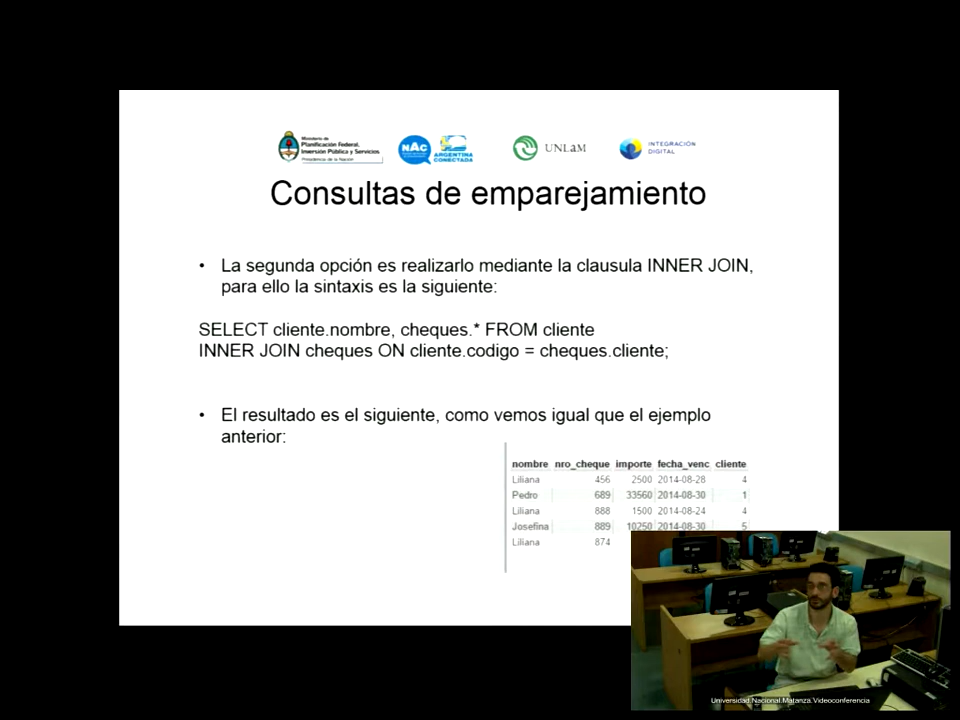 Ministerio de
Planificación Federal,
Inversión Pública y Servicios
Presidencia de la Nación
NAC
ARGENTINA
CONECTADA
UNLaM
INTEGRACIÓN
DIGITAL
Consultas de emparejamiento
• La segunda opción es realizarlo mediante la clausula INNER JOIN,
para ello la sintaxis es la siguiente:
SELECT cliente.nombre, cheques.* FROM cliente
INNER JOIN cheques ON cliente.codigo = cheques.cliente;
• El resultado es el siguiente, como vemos igual que el ejemplo
anterior:
nombre nro_cheque importe fecha_venc cliente
Liliana 456 2500 2014-08-28 4
Pedro 689 33560 2014-08-30 1
Liliana 888 1500 2014-08-24 4
Josefina 889 10250 2014-08-30 5
Liliana 874
Universidad.Nacional.Matanza.Videoconferencia